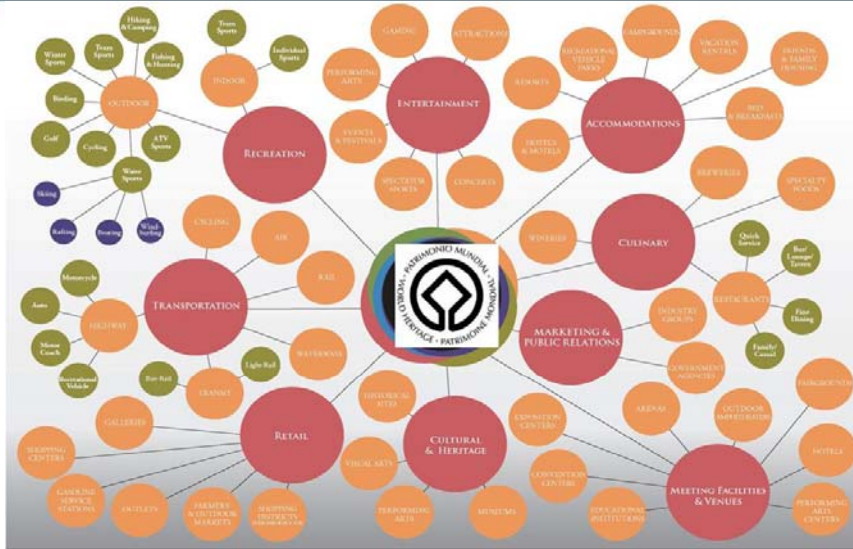 Hiking
& Camping
Winter
Sports
Team
Sports
Fishing
& Hunting
Birding
OUTDOOR
Golf
Cycling
ATV
Sports
Water
Sports
Skiing
Rafting
Boating
Wind-
Surfing
Team
Sports
INDOOR
Individual
Sports
RECREATION
GAMING
ATTRACTIONS
PERFORMING
ARTS
ENTERTAINMENT
EVENTS
& FESTIVALS
SPECTATOR
SPORTS
CONCERTS
CAMPGROUNDS
RECREATIONAL
VEHICLE
PARKS
VACATION
RENTALS
FRIENDS
& FAMILY
HOUSING
RESORTS
ACCOMMODATIONS
BED
& BREAKFASTS
HOTELS
& MOTELS
BREWERIES
SPECIALTY
FOODS
WINERIES
CULINARY
Quick
Service
Bar/
Lounge/
Tavern
RESTAURANTS
Fine
Dining
Family/
Casual
CYCLING
AIR
RAIL
TRANSPORTATION
Motorcycle
Auto
HIGHWAY
Motor
Coach
Recreational
Vehicle
WATERWAYS
Light Rail
TRANSIT
PATRIMONIO MUNDIAL
WORLD HERITAGE
PATRIMOINE MONDIAL
MARKETING &
PUBLIC RELATIONS
INDUSTRY
GROUPS
GOVERNMENT
AGENCIES
GALLERIES
SHOPPING
CENTERS
RETAIL
GASOLINE
SERVICE
STATIONS
OUTLETS
FARMERS'
& OUTDOOR
MARKETS
SHOPPING
DISTRICTS
HISTORICAL
SITES
VISUAL ARTS
CULTURAL
& HERITAGE
PERFORMING
ARTS
MUSEUMS
CENTERS
ARENAS
OUTDOOR
FAIRGROUNDS
CONVENTION
CENTERS
HOTELS
MEETING FACILITIES
& VENUES
EDUCATIONAL
INSTITUTIONS
PERFORMING
ARTS
CENTERS